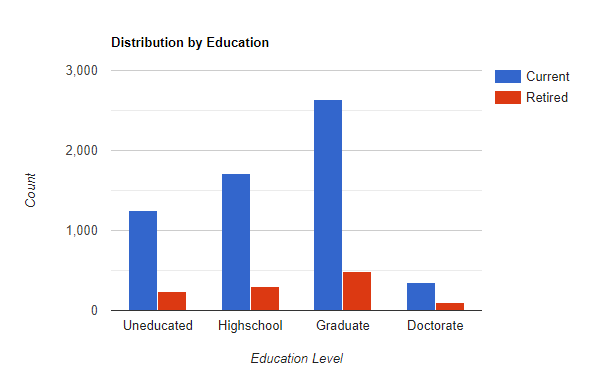 Distribution by Education
Current
Retired
3,000
2,000
1,000
0
Count
Uneducated Highschool Graduate Doctorate
Education Level